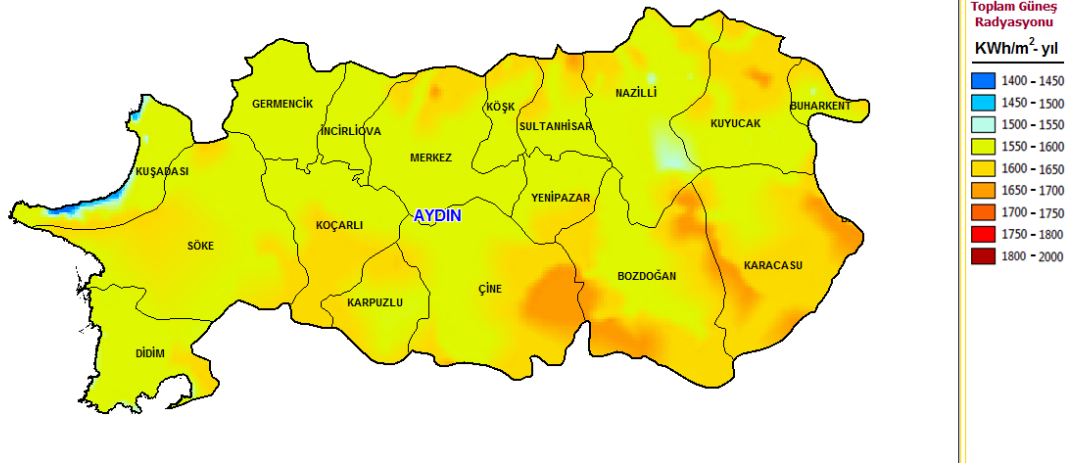 Toplam Güneş
Radyasyonu
KWh/m²- yıl
1400 - 1450
1450 - 1500
1500 - 1550
1550 - 1600
1600 - 1650
1650 - 1700
1700 - 1750
1750 - 1800
1800 - 2000
GERMENCİK
İNCİRLİOVA
KÖŞK
NAZİLLİ
BUHARKENT
SULTANHİSAR
KUYUCAK
MERKEZ
KUŞADASI
YENİPAZAR
AYDIN
KOÇARLI
SÖKE
KARACASU
BOZDOĞAN
ÇİNE
KARPUZLU
DİDİM